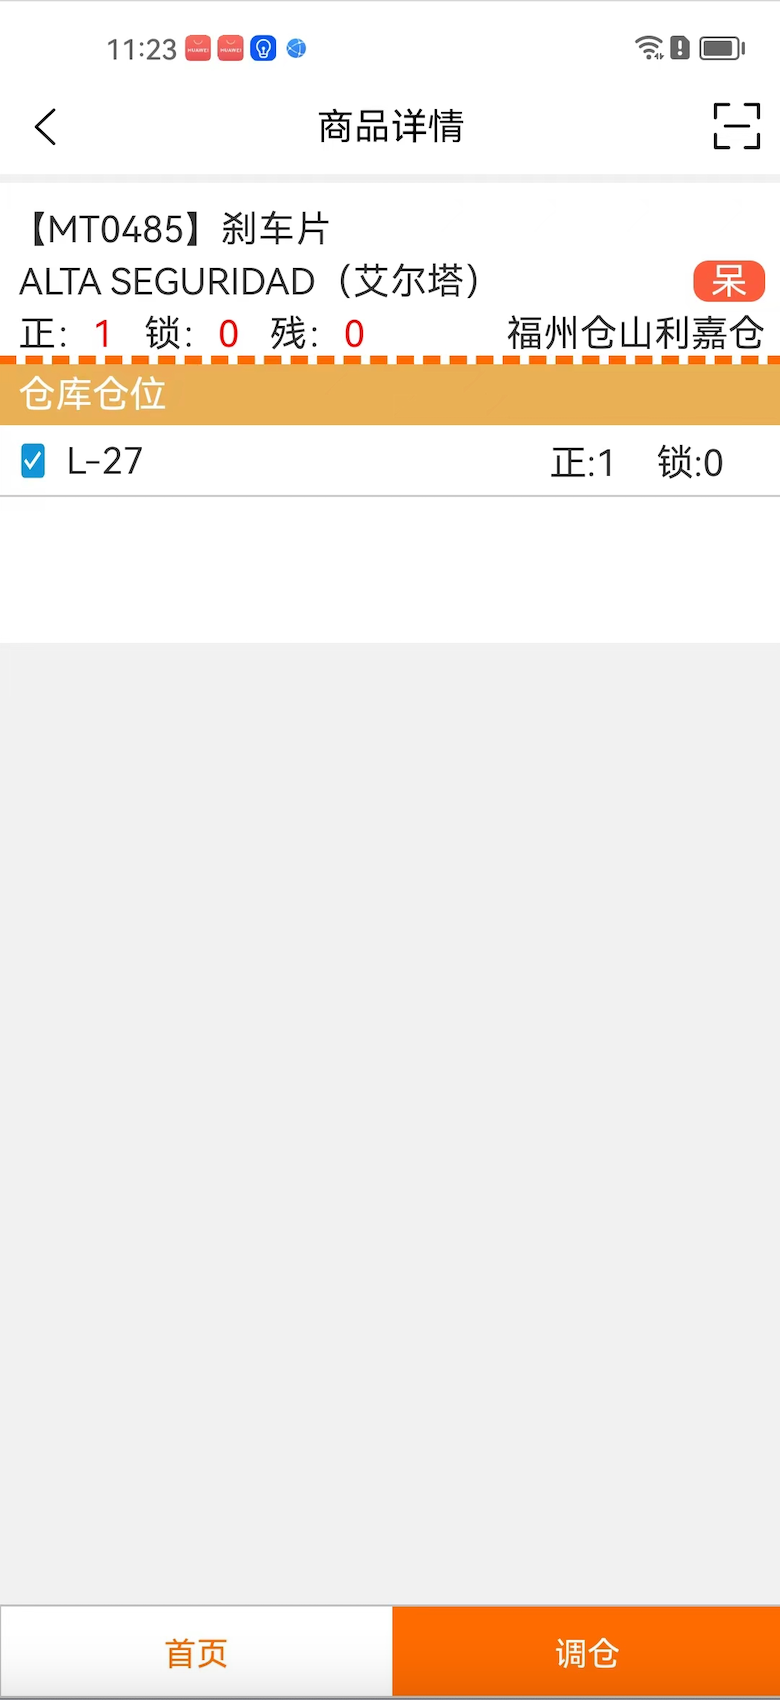 11:23
商品详情
【MT0485】刹车片
ALTA SEGURIDAD（艾尔塔）
呆
正：1 锁：0 残：0 福州仓山利嘉仓
仓库仓位
L-27 正:1 锁:0
首页 调仓